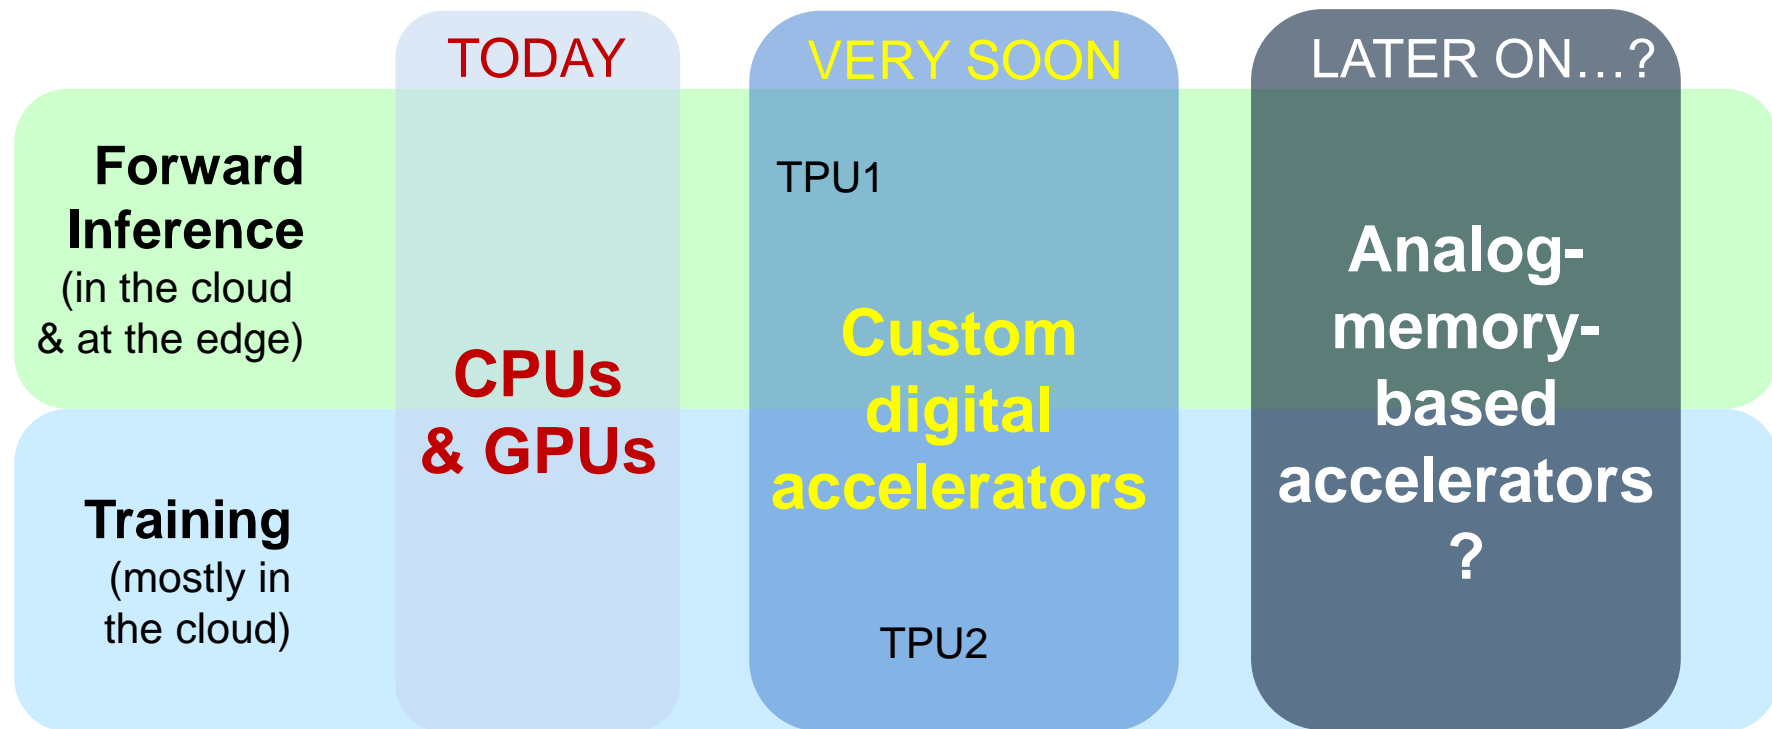 TODAY
VERY SOON
LATER ON…?
Forward
Inference
(in the cloud
& at the edge)
Training
(mostly in
the cloud)
CPUs
& GPUs
TPU1
Custom
digital
accelerators
TPU2
Analog-
memory-
based
accelerators
?